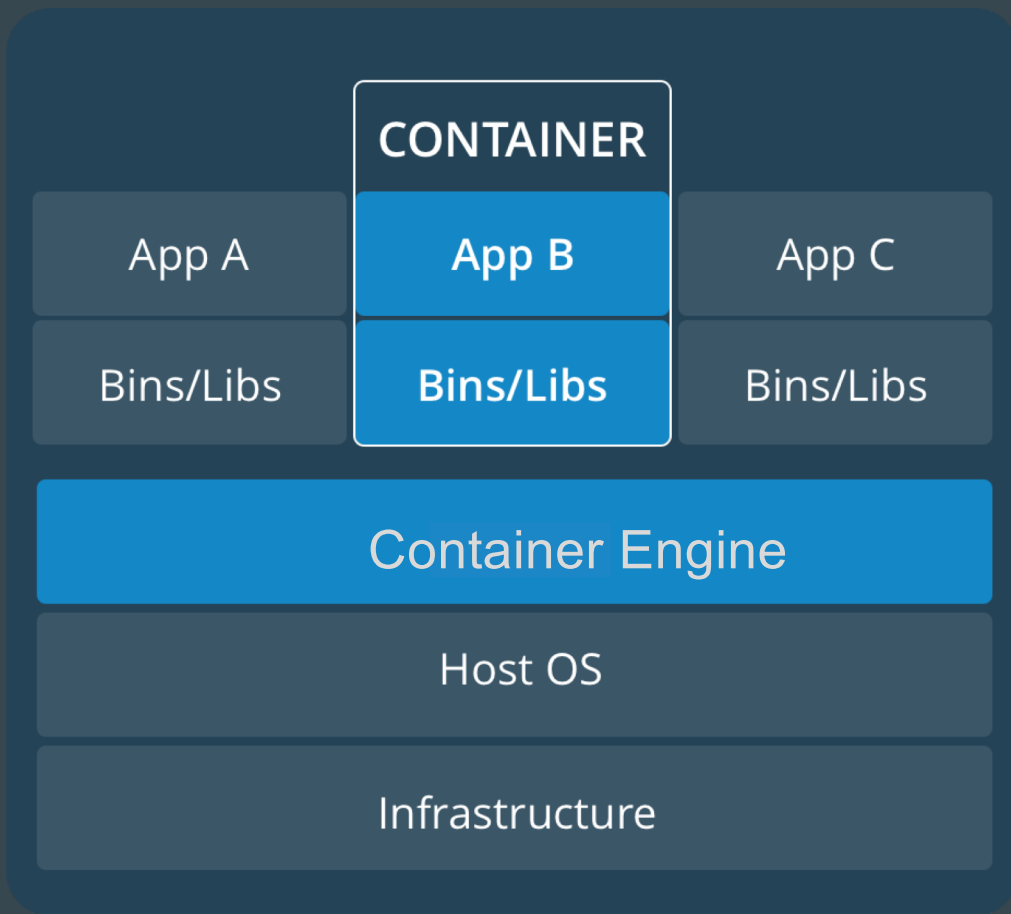 CONTAINER
App A
App B
App C
Bins/Libs
Bins/Libs
Bins/Libs
Container Engine
Host OS
Infrastructure